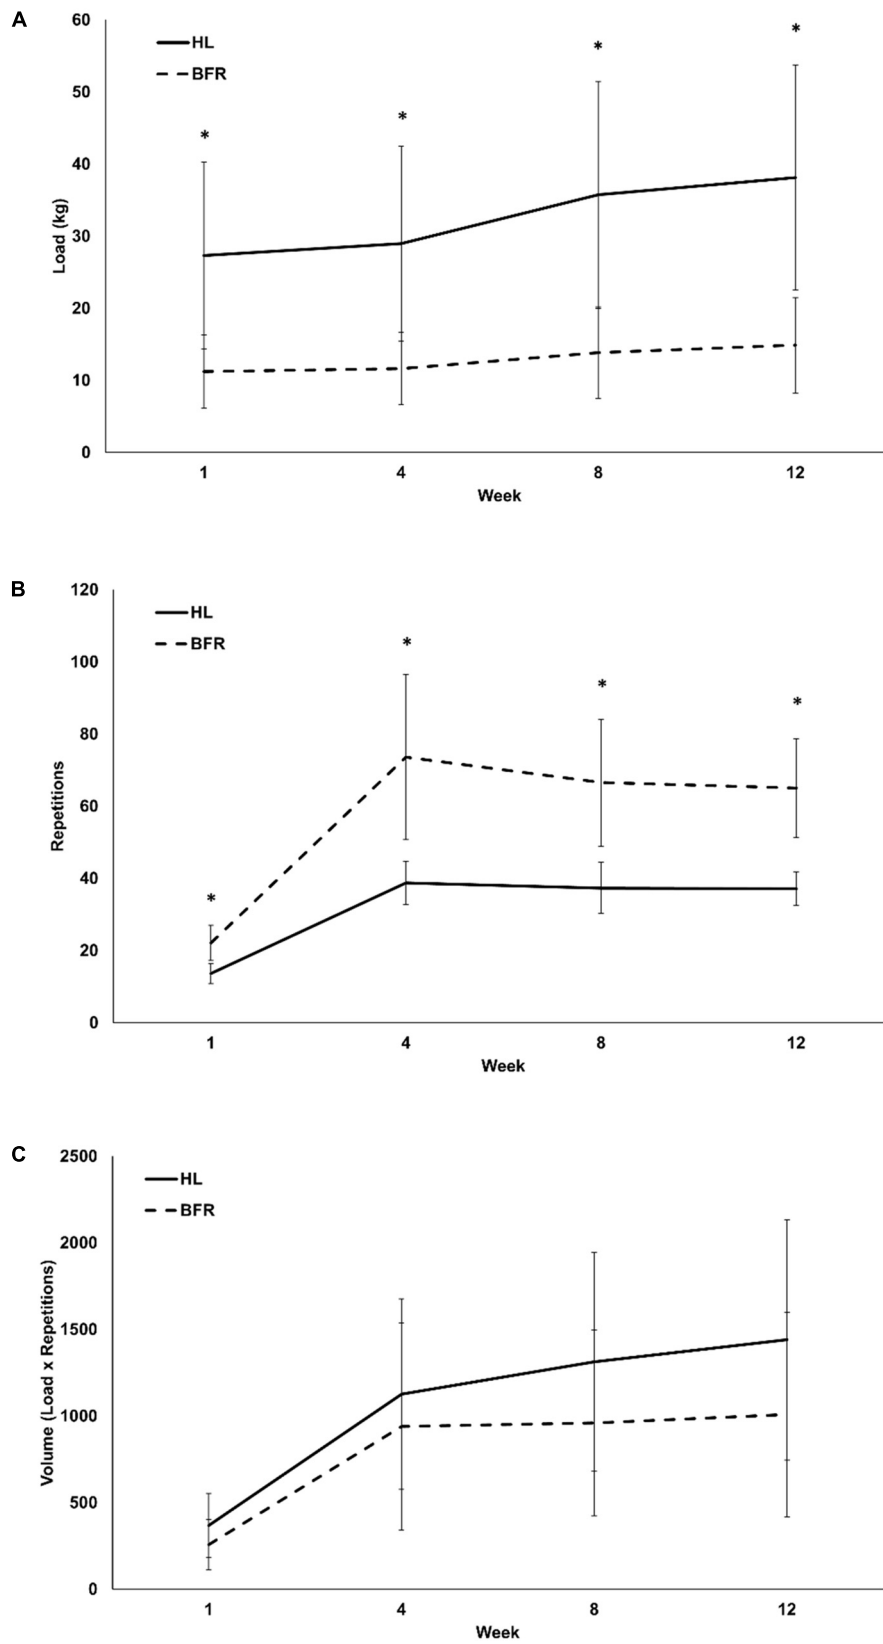 A
60
HL
BFR
50
40
30
20
10
0
Load (kg)
*
*
*
*
1 4 8 12
Week
B
120
HL
BFR
100
80
60
40
20
0
Repetitions
*
*
*
*
1 4 8 12
Week
C
2500
HL
BFR
2000
1500
1000
500
0
Volume (Load x Repetitions)
1 4 8 12
Week